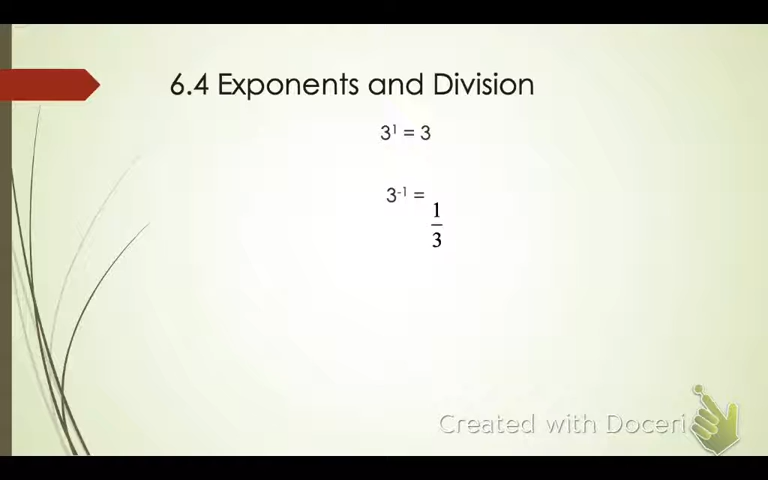 6.4 Exponents and Division
3¹ = 3
3⁻¹ =
1
3
Created with Doceri